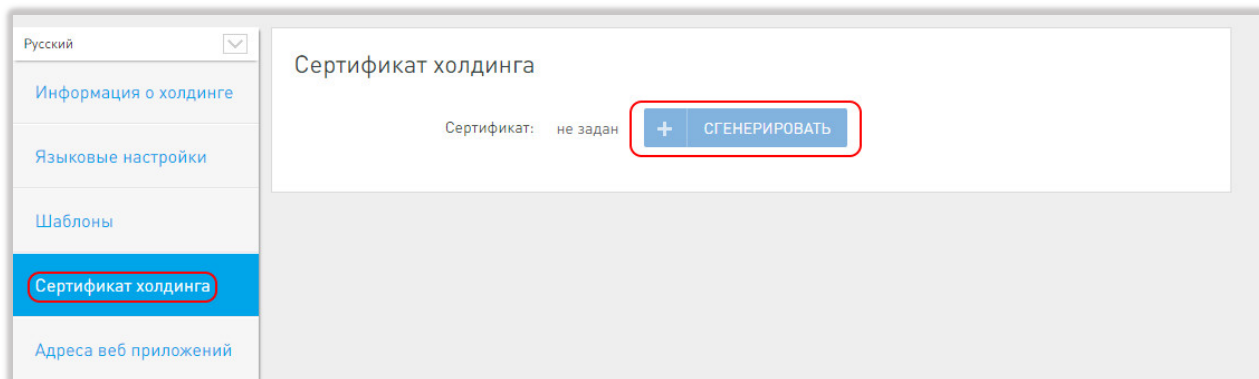 Русский
Информация о холдинге
Языковые настройки
Шаблоны
Сертификат холдинга
Адреса веб приложений
Сертификат холдинга
Сертификат: не задан + СГЕНЕРИРОВАТЬ